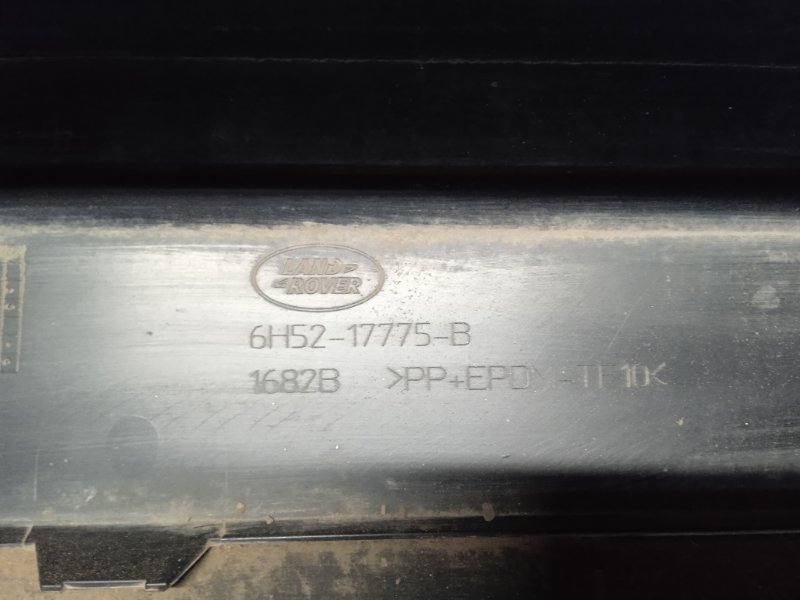 LAND
ROVER
6H52-17775-B
1682B >PP+EPDM-TF10<